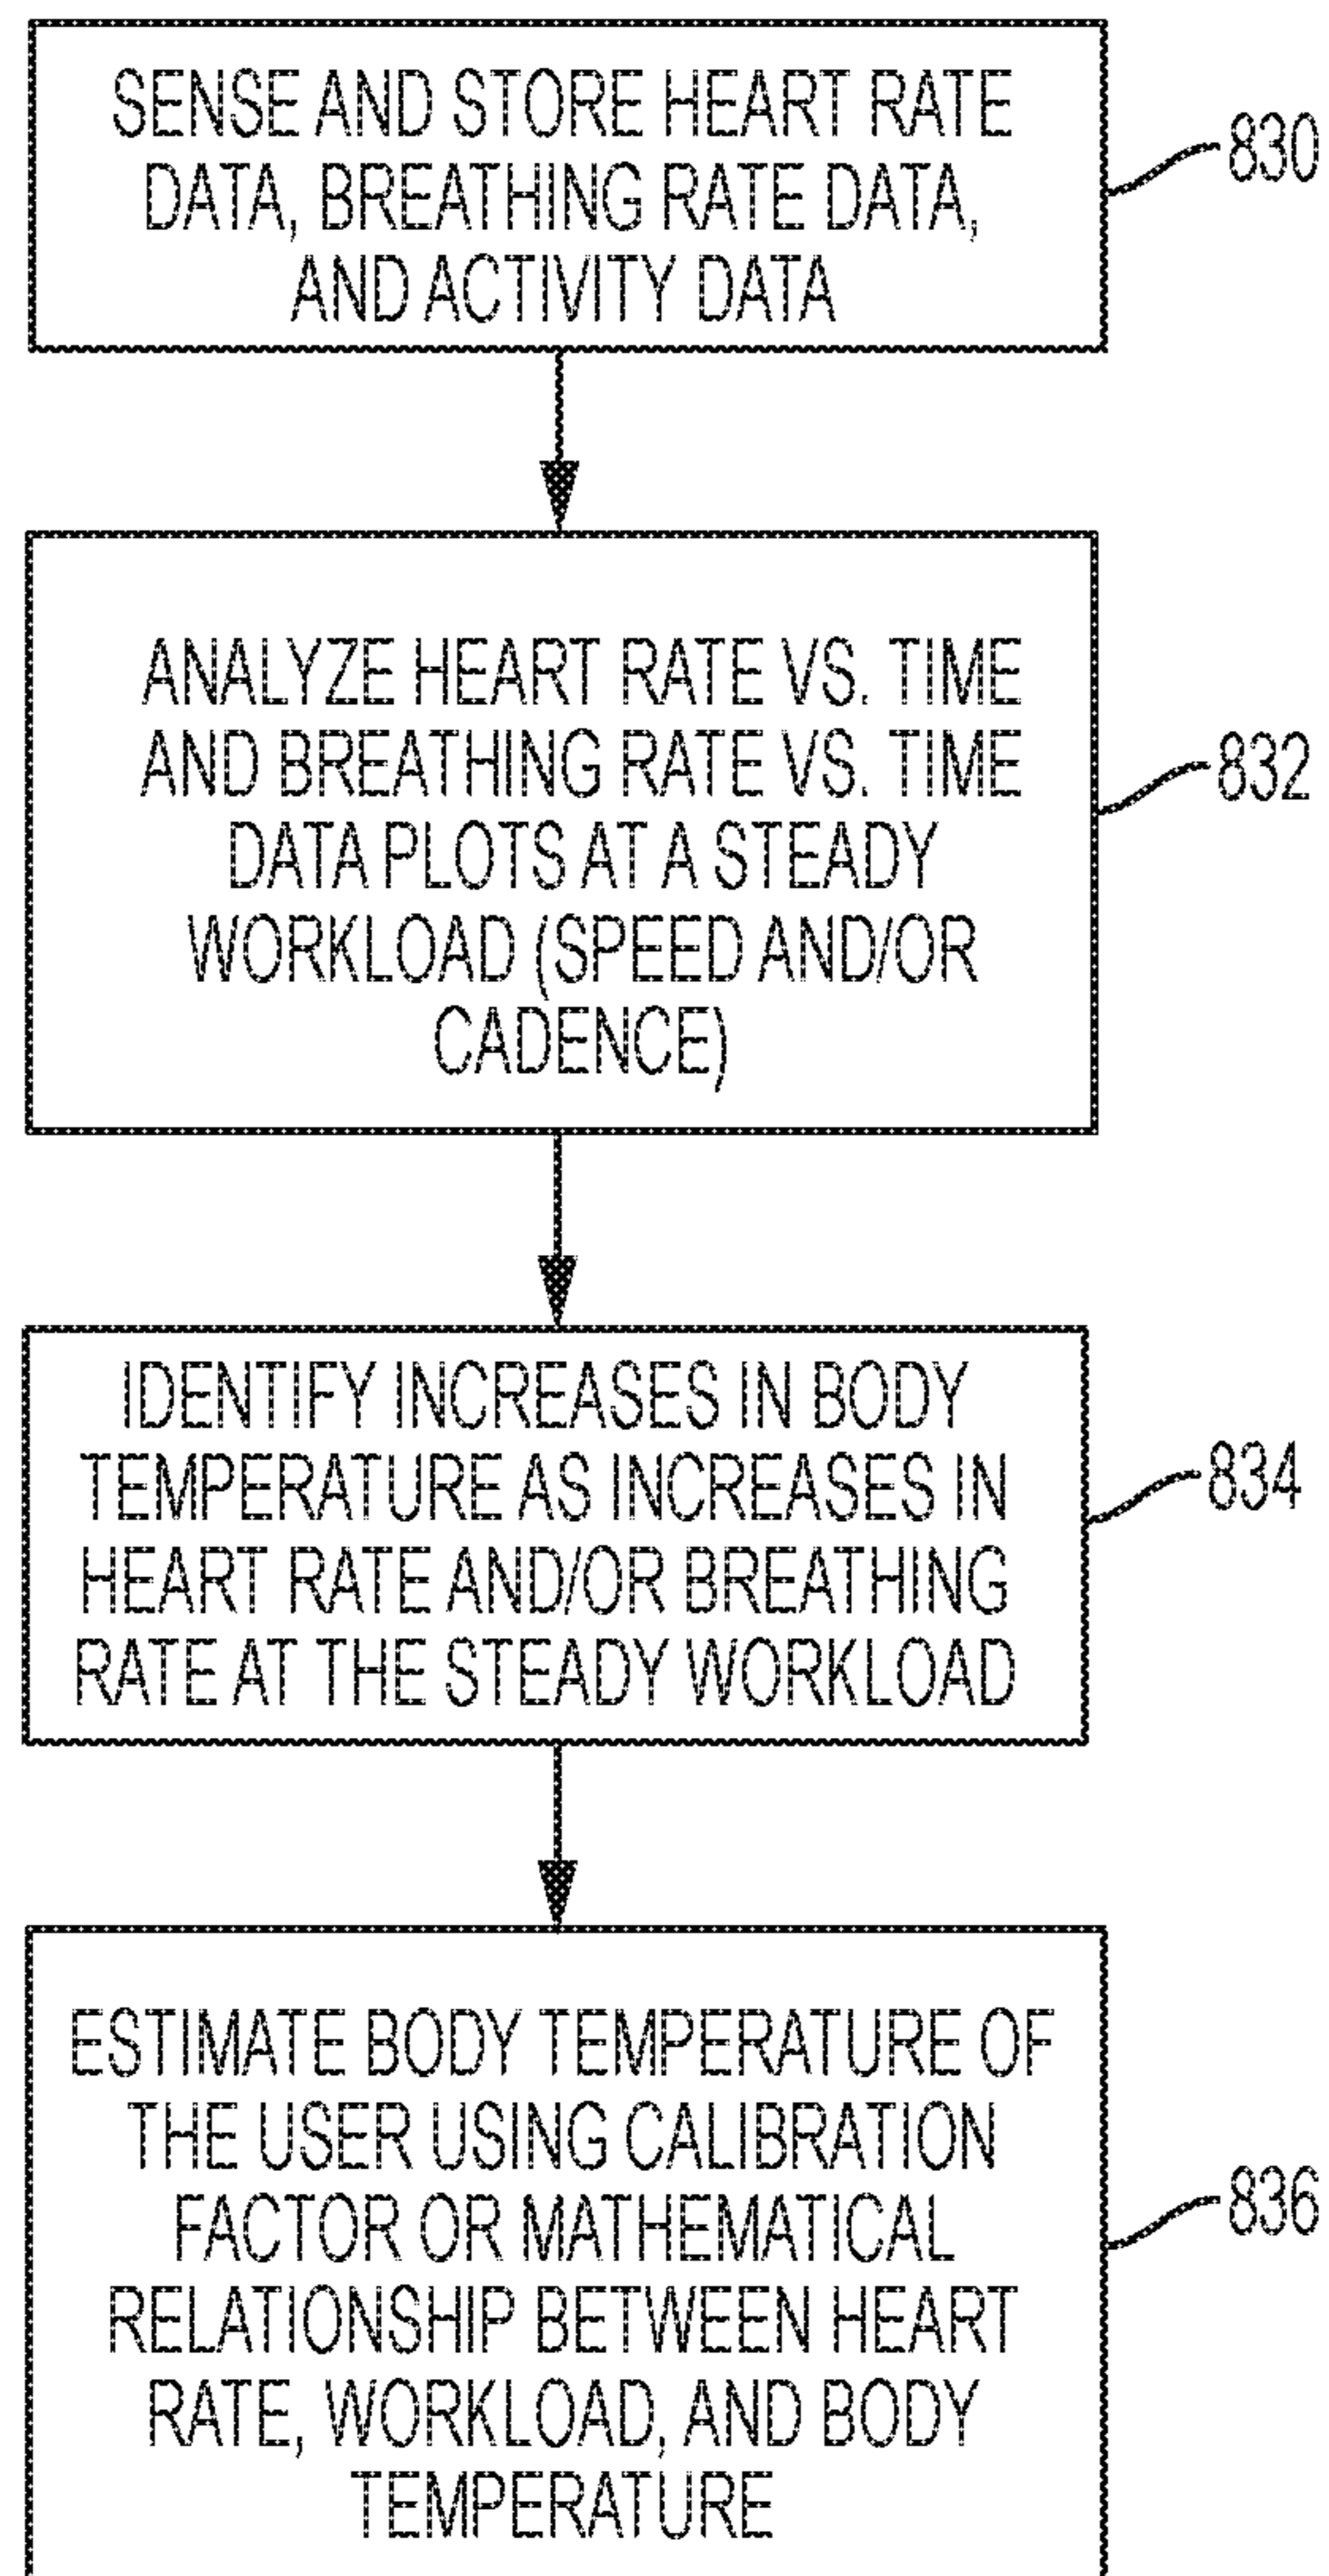 SENSE AND STORE HEART RATE
DATA, BREATHING RATE DATA,
AND ACTIVITY DATA
830
ANALYZE HEART RATE VS. TIME
AND BREATHING RATE VS. TIME
DATA PLOTS AT A STEADY
WORKLOAD (SPEED AND/OR
CADENCE)
832
IDENTIFY INCREASES IN BODY
TEMPERATURE AS INCREASES IN
HEART RATE AND/OR BREATHING
RATE AT THE STEADY WORKLOAD
834
ESTIMATE BODY TEMPERATURE OF
THE USER USING CALIBRATION
FACTOR OR MATHEMATICAL
RELATIONSHIP BETWEEN HEART
RATE, WORKLOAD, AND BODY
TEMPERATURE
836